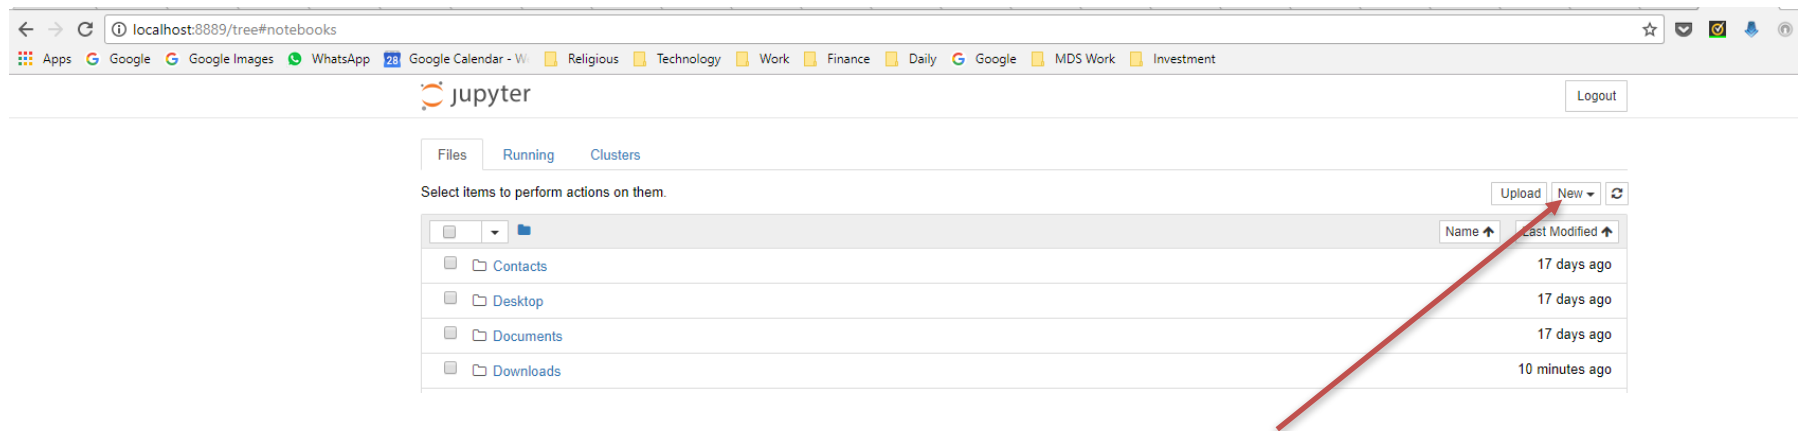 localhost:8889/tree#notebooks
Apps Google Google Images WhatsApp 28 Google Calendar - W Religious Technology Work Finance Daily Google MDS Work Investment
jupyter Logout
Files Running Clusters
Select items to perform actions on them. Upload New
Name Last Modified
Contacts 17 days ago
Desktop 17 days ago
Documents 17 days ago
Downloads 10 minutes ago